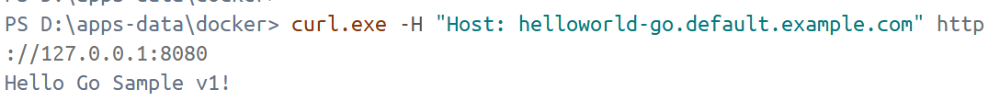 PS D:\apps-data\docker> curl.exe -H "Host: helloworld-go.default.example.com" http
://127.0.0.1:8080
Hello Go Sample v1!